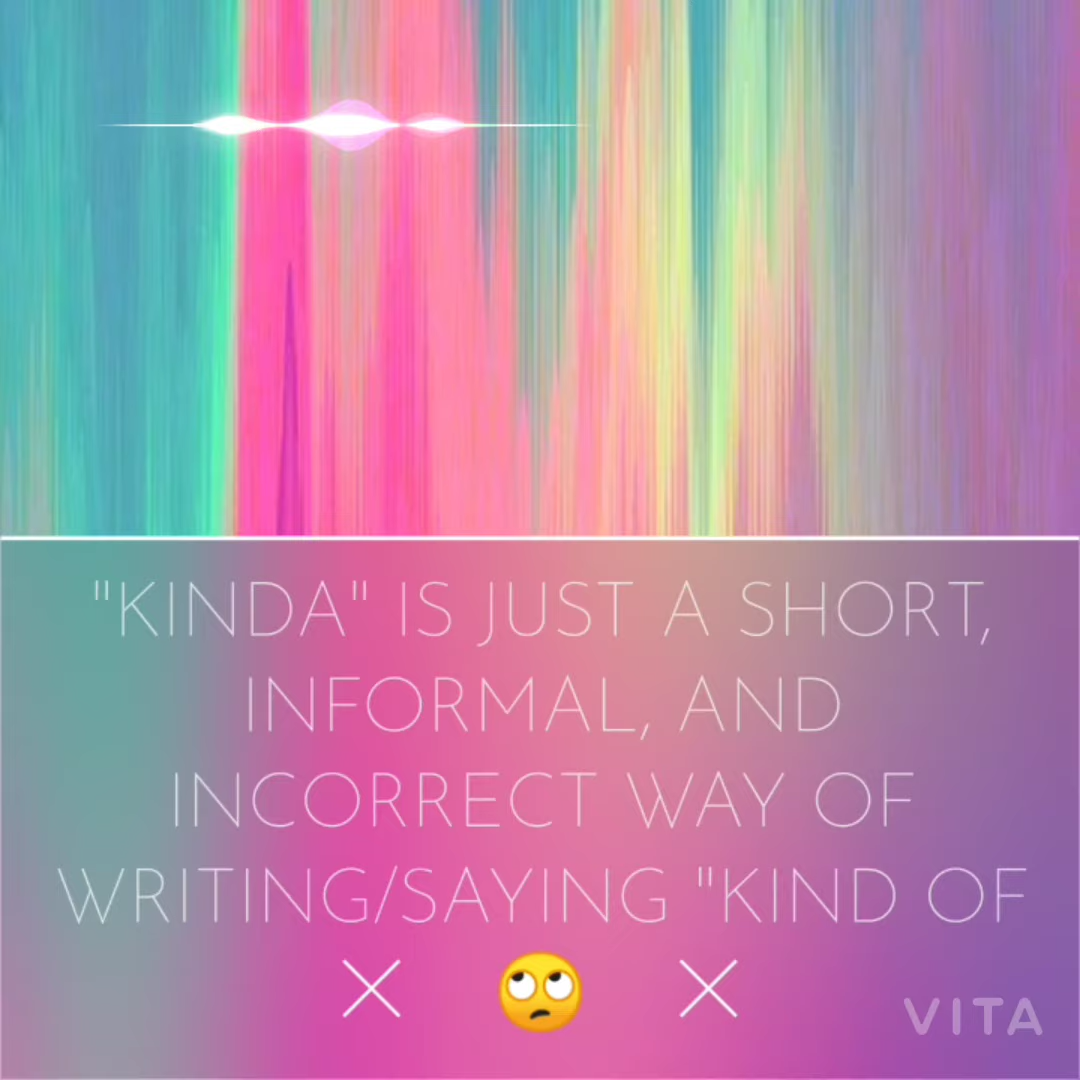 "KINDA" IS JUST A SHORT,
INFORMAL, AND
INCORRECT WAY OF
WRITING/SAYING "KIND OF
VITA